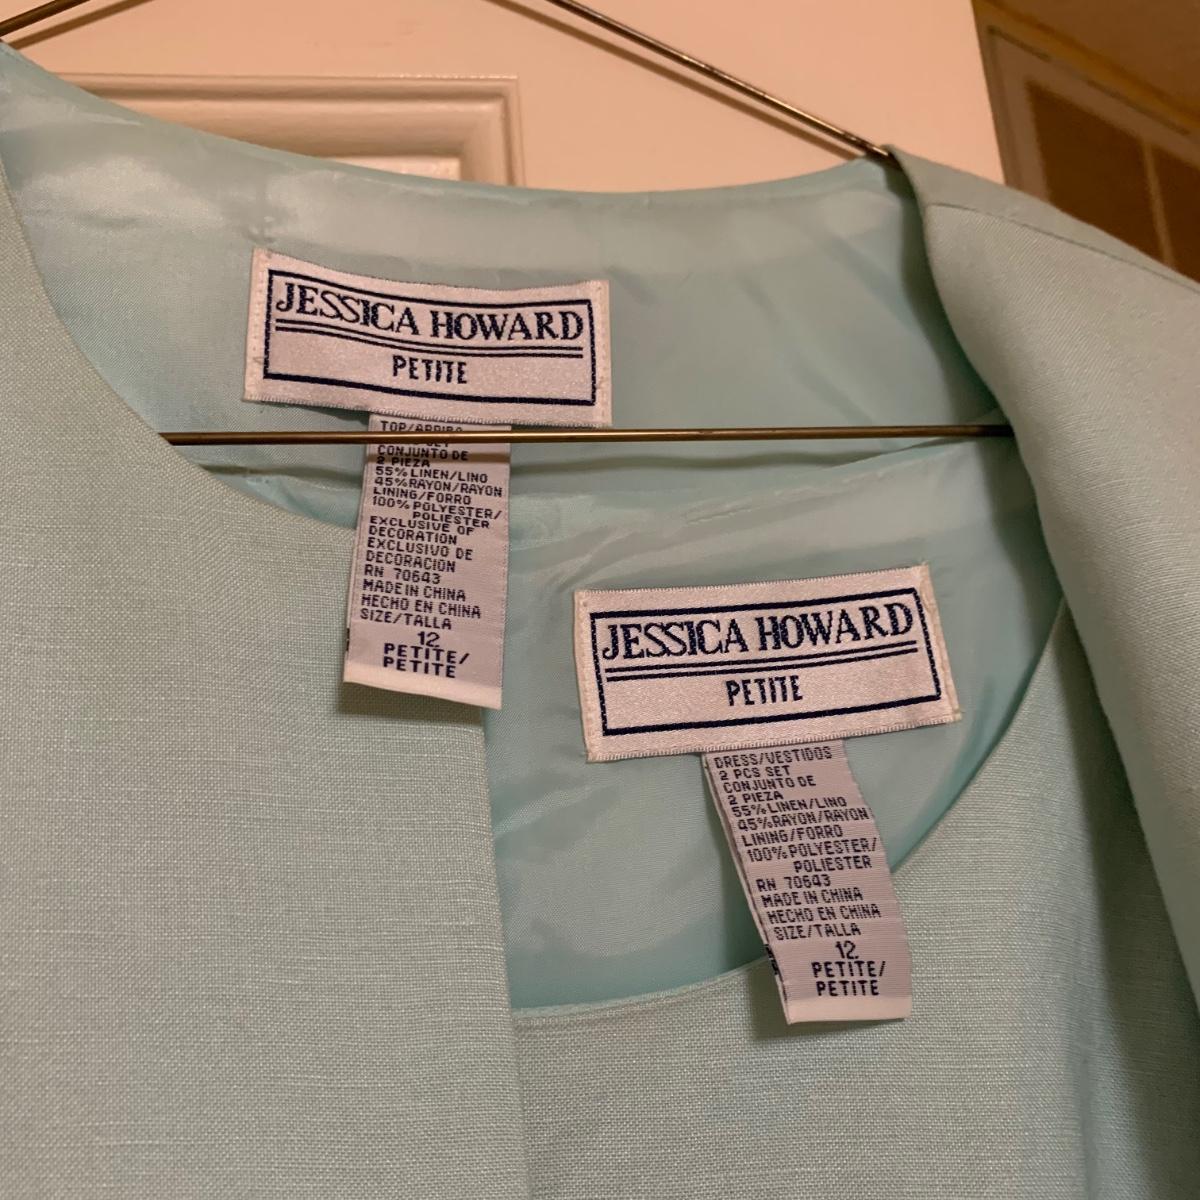 JESSICA HOWARD
PETITE
TOP/ARRIBA
SET
CONJUNTO DE
2 PIEZA
55% LINEN/LINO
45% RAYON/RAYON
LINING/FORRO
100% POLYESTER/
POLIESTER
EXCLUSIVE OF
DECORATION
EXCLUSIVO DE
DECORACION
RN 70643
MADE IN CHINA
HECHO EN CHINA
SIZE/TALLA
12
PETITE/
PETITE
JESSICA HOWARD
PETITE
DRESS/VESTIDOS
2 PCS SET
CONJUNTO DE
2 PIEZA
55% LINEN/LINO
45% RAYON/RAYON
LINING/FORRO
100% POLYESTER/
POLIESTER
RN 70643
MADE IN CHINA
HECHO EN CHINA
SIZE/TALLA
12
PETITE/
PETITE